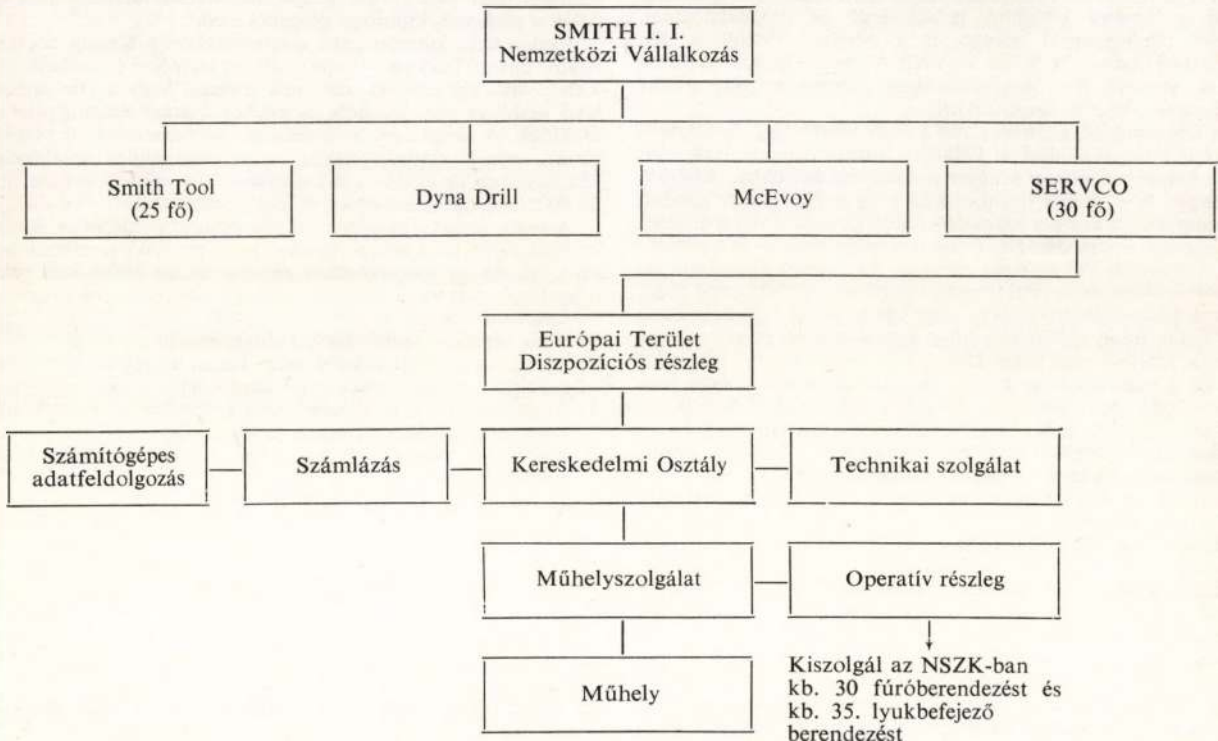 SMITH I. I.
Nemzetközi Vállalkozás
Smith Tool
(25 fő)
Dyna Drill
McEvoy
SERVCO
(30 fő)
Európai Terület
Diszpozíciós részleg
Számítógépes
adatfeldolgozás
Számlázás
Kereskedelmi Osztály
Technikai szolgálat
Műhelyszolgálat
Operatív részleg
Műhely
Kiszolgál az NSZK-ban
kb. 30 fúróberendezést és
kb. 35. lyukbefejező
berendezést